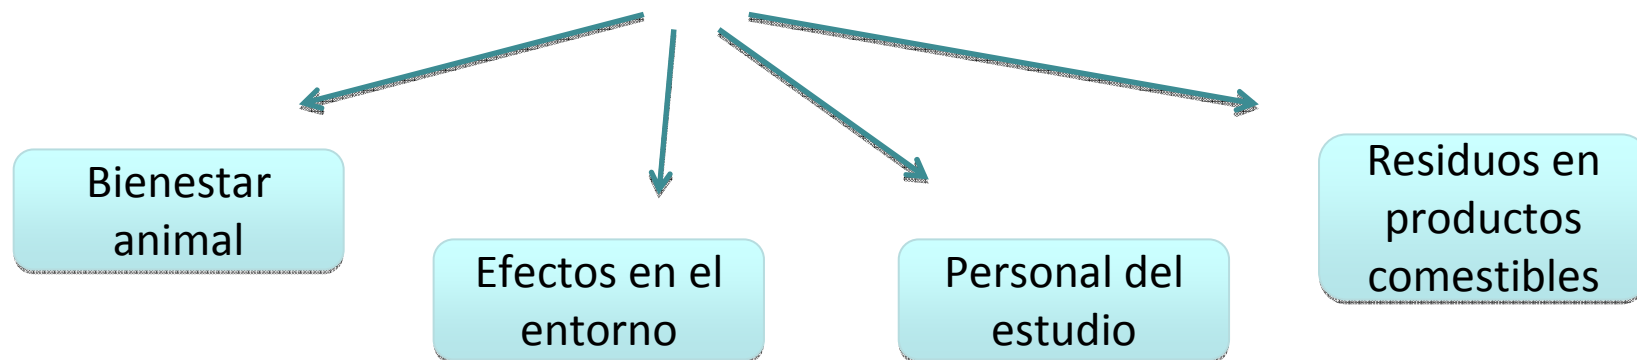 Bienestar
animal
Efectos en el
entorno
Personal del
estudio
Residuos en
productos
comestibles